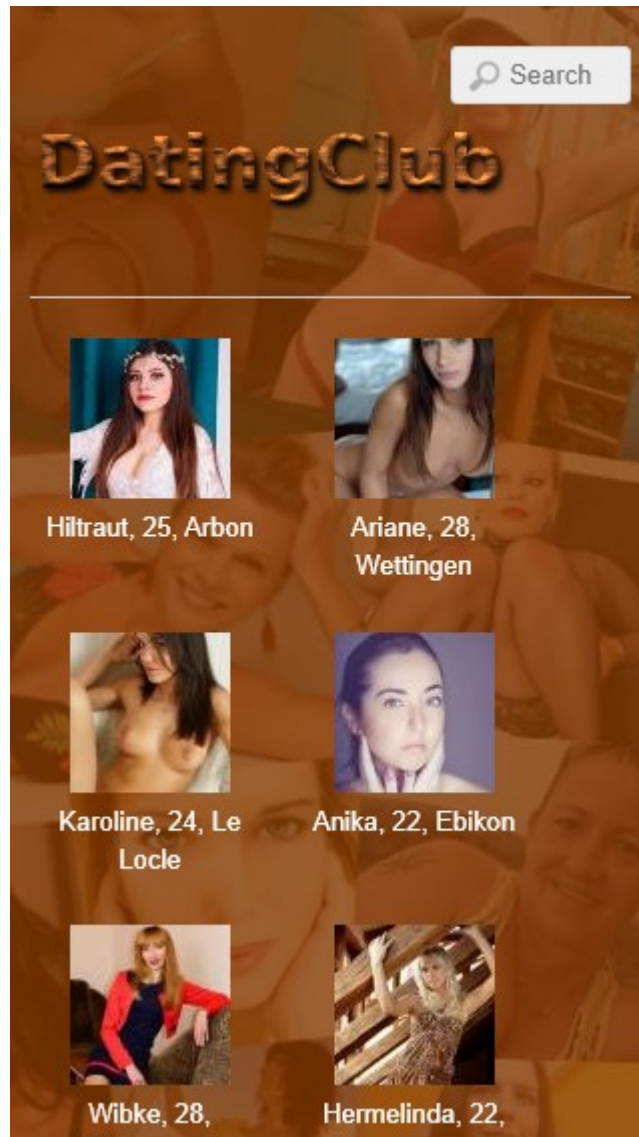 Search
DatingClub
Hiltraut, 25, Arbon
Ariane, 28,
Wettingen
Karoline, 24, Le
Locle
Anika, 22, Ebikon
Wibke, 28,
Hermelinda, 22,